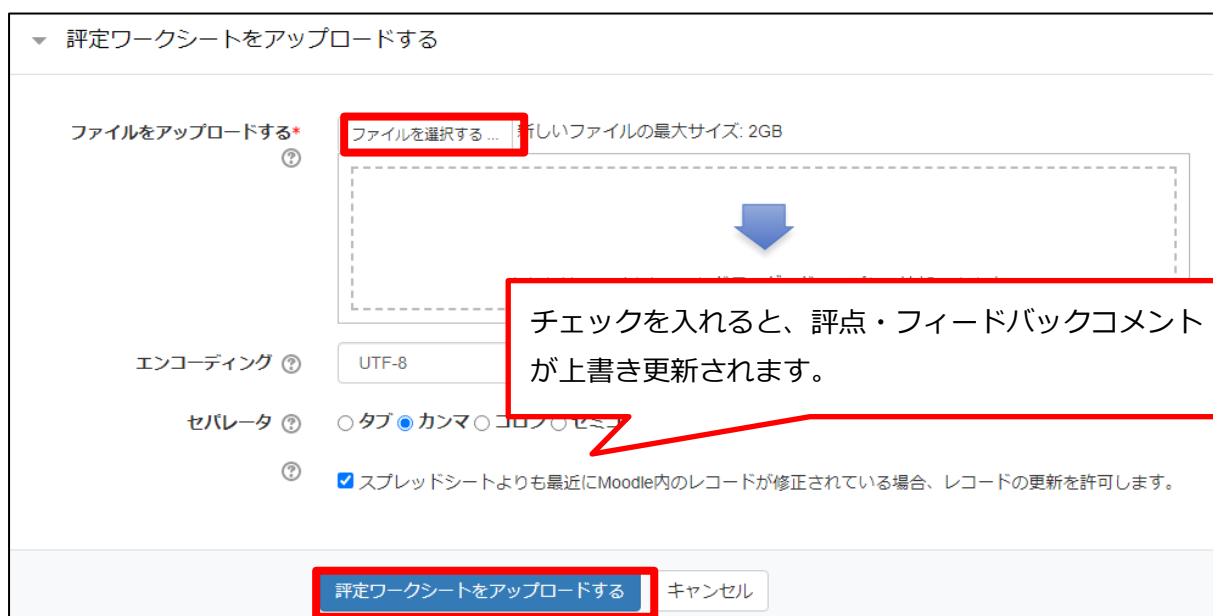 評定ワークシートをアップロードする
ファイルをアップロードする*
ファイルを選択する ... 新しいファイルの最大サイズ: 2GB
チェックを入れると、評点・フィードバックコメント
が上書き更新されます。
エンコーディング
UTF-8
セパレータ
タブ カンマ コロン セミコ
スプレッドシートよりも最近にMoodle内のレコードが修正されている場合、レコードの更新を許可します。
評定ワークシートをアップロードする キャンセル